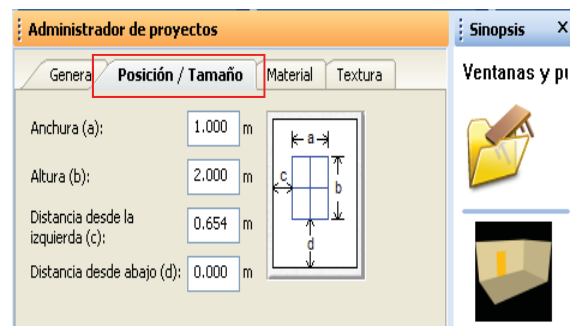 Administrador de proyectos
Sinopsis X
Genera Posición / Tamaño Material Textura
Ventanas y
Anchura (a): 1.000 m
Altura (b): 2.000 m
Distancia desde la
izquierda (c): 0.654 m
Distancia desde abajo (d): 0.000 m
a
c
b
d